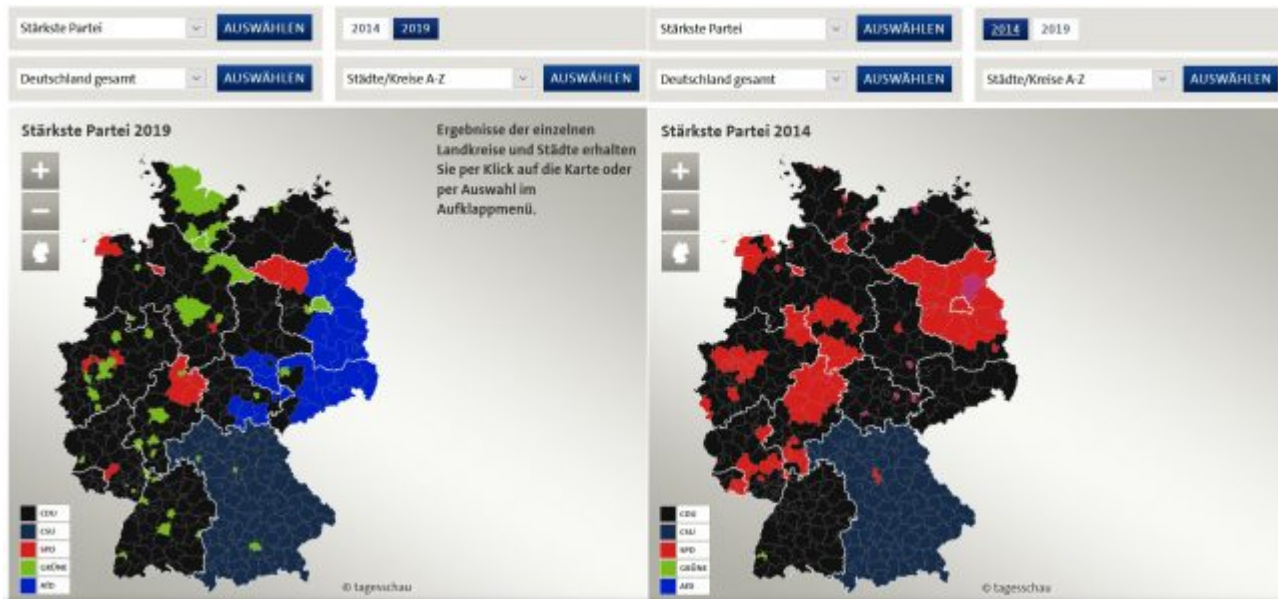 Stärkste Partei
AUSWÄHLEN
2014
2019
Deutschland gesamt
AUSWÄHLEN
Städte/Kreise A-Z
AUSWÄHLEN
Stärkste Partei 2019
Ergebnisse der einzelnen
Landkreise und Städte erhalten
Sie per Klick auf die Karte oder
per Auswahl im
Aufklappmenü.
+
−
CDU
CSU
SPD
GRÜNE
AfD
© tagesschau
Stärkste Partei
AUSWÄHLEN
2014
2019
Deutschland gesamt
AUSWÄHLEN
Städte/Kreise A-Z
AUSWÄHLEN
Stärkste Partei 2014
+
−
CDU
CSU
SPD
GRÜNE
AfD
© tagesschau